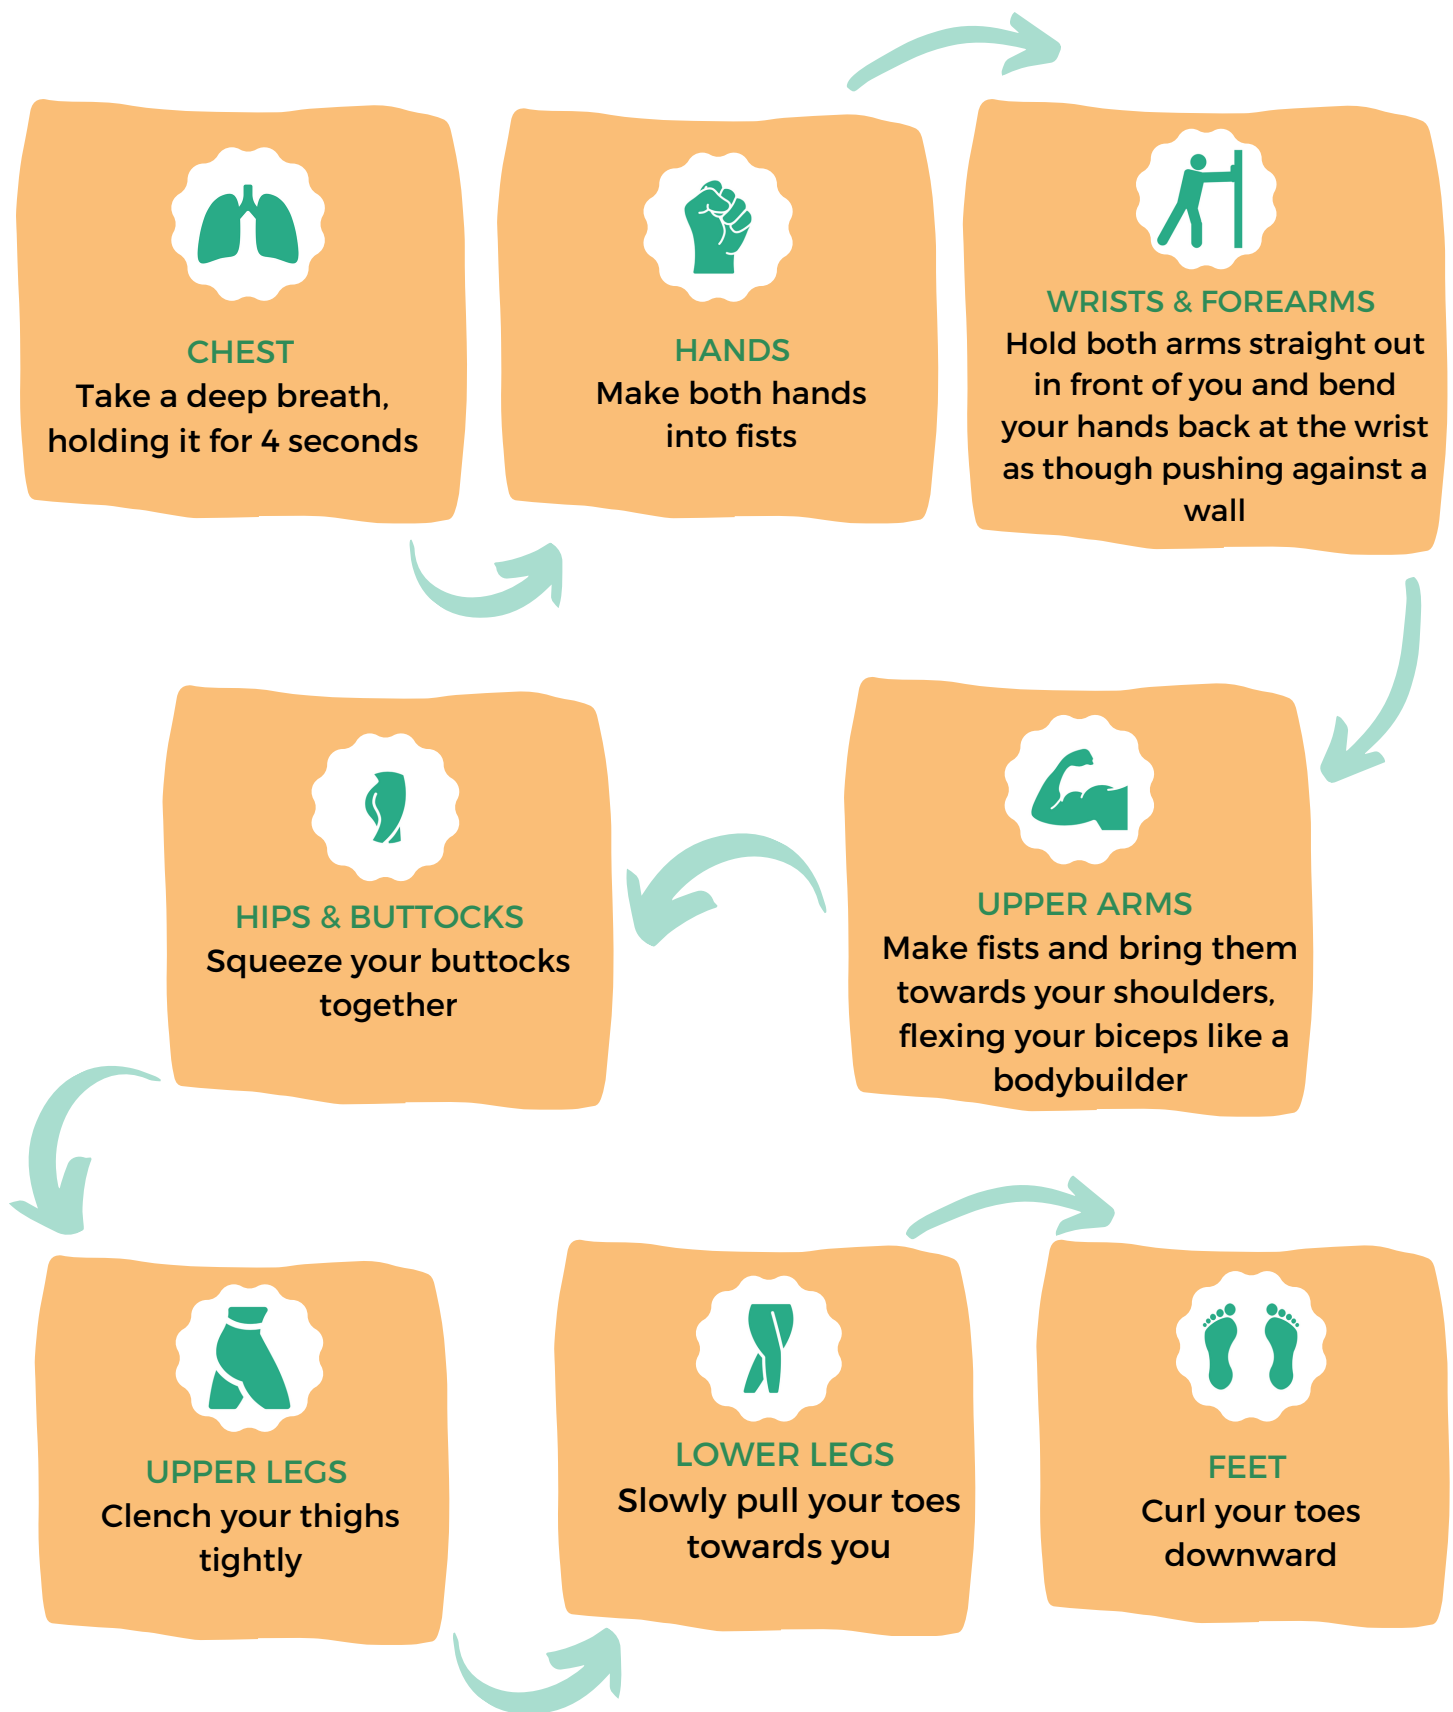 CHEST
Take a deep breath,
holding it for 4 seconds
HANDS
Make both hands
into fists
WRISTS & FOREARMS
Hold both arms straight out
in front of you and bend
your hands back at the wrist
as though pushing against a
wall
UPPER ARMS
Make fists and bring them
towards your shoulders,
flexing your biceps like a
bodybuilder
HIPS & BUTTOCKS
Squeeze your buttocks
together
UPPER LEGS
Clench your thighs
tightly
LOWER LEGS
Slowly pull your toes
towards you
FEET
Curl your toes
downward